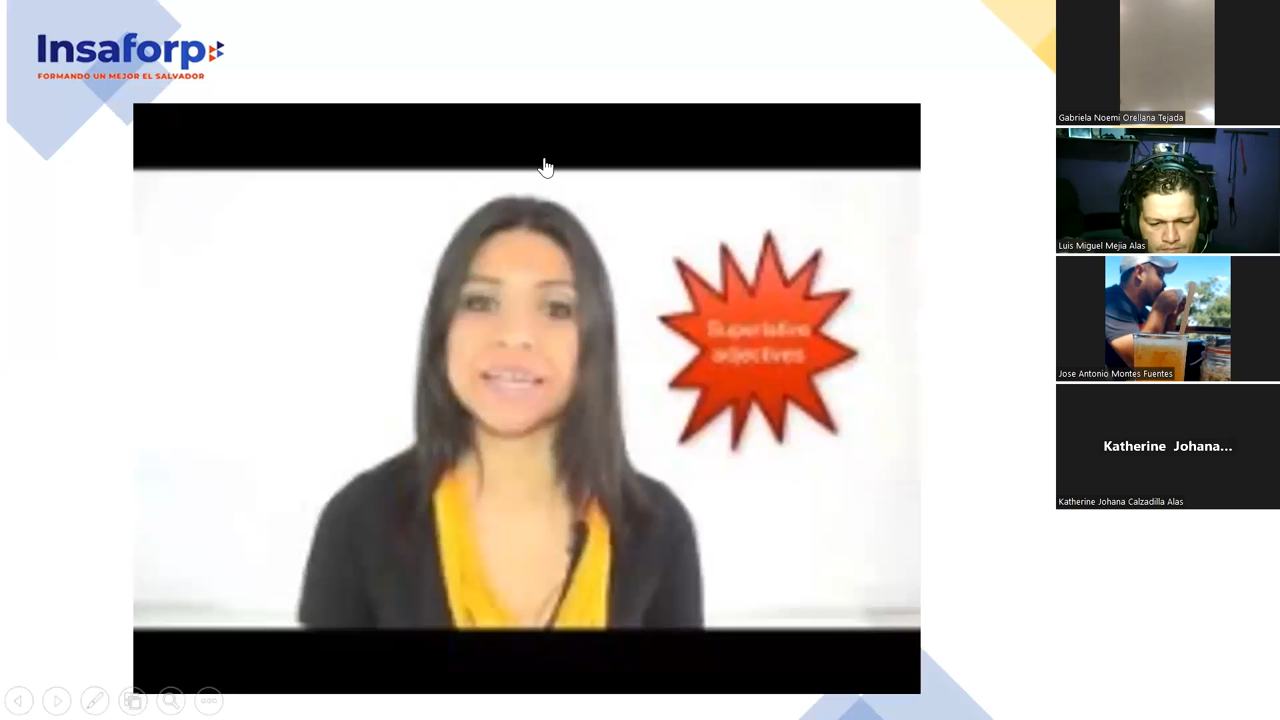 Insaforp
FORMANDO UN MEJOR EL SALVADOR
Superlative
adjectives
Gabriela Noemi Orellana Tejada
Luis Miguel Mejia Alas
Jose Antonio Montes Fuentes
Katherine Johana...
Katherine Johana Calzadilla Alas